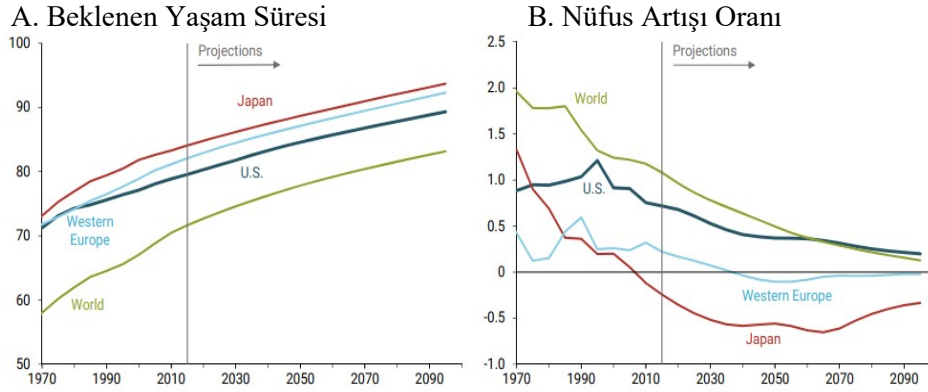 A. Beklenen Yaşam Süresi
100
90
80
70
60
50
Projections
Japan
U.S.
Western
Europe
World
1970 1990 2010 2030 2050 2070 2090
B. Nüfus Artışı Oranı
2.5
2.0
1.5
1.0
0.5
0
-0.5
-1.0
Projections
World
U.S.
Western Europe
Japan
1970 1990 2010 2030 2050 2070 2090